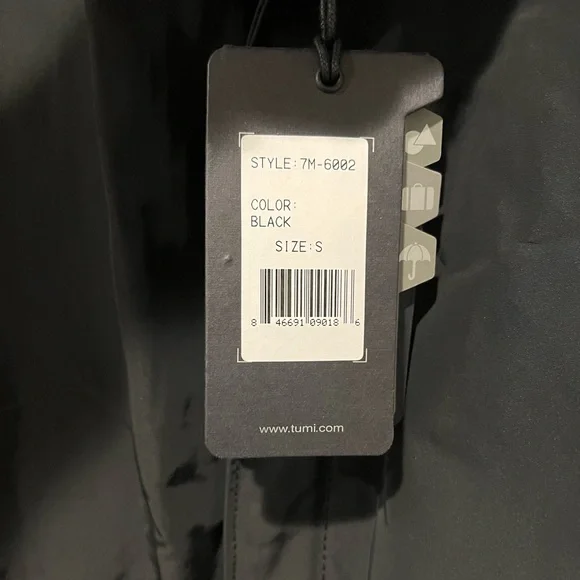 STYLE:7M-6002
COLOR:
BLACK
SIZE:S
8 46691 09018 6
www.tumi.com